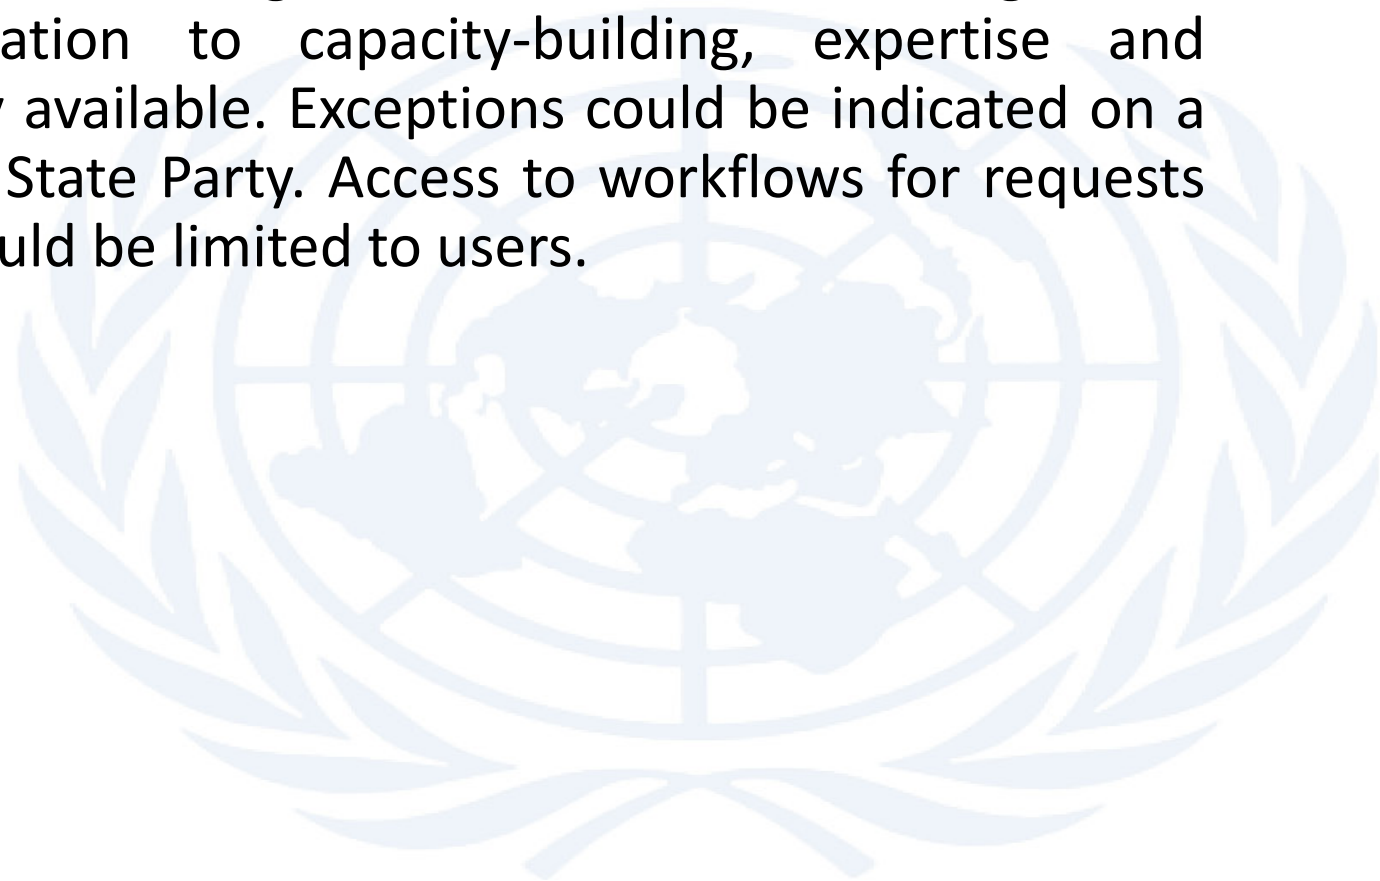 ation to capacity-building, expertise and
available. Exceptions could be indicated on a
State Party. Access to workflows for requests
uld be limited to users.